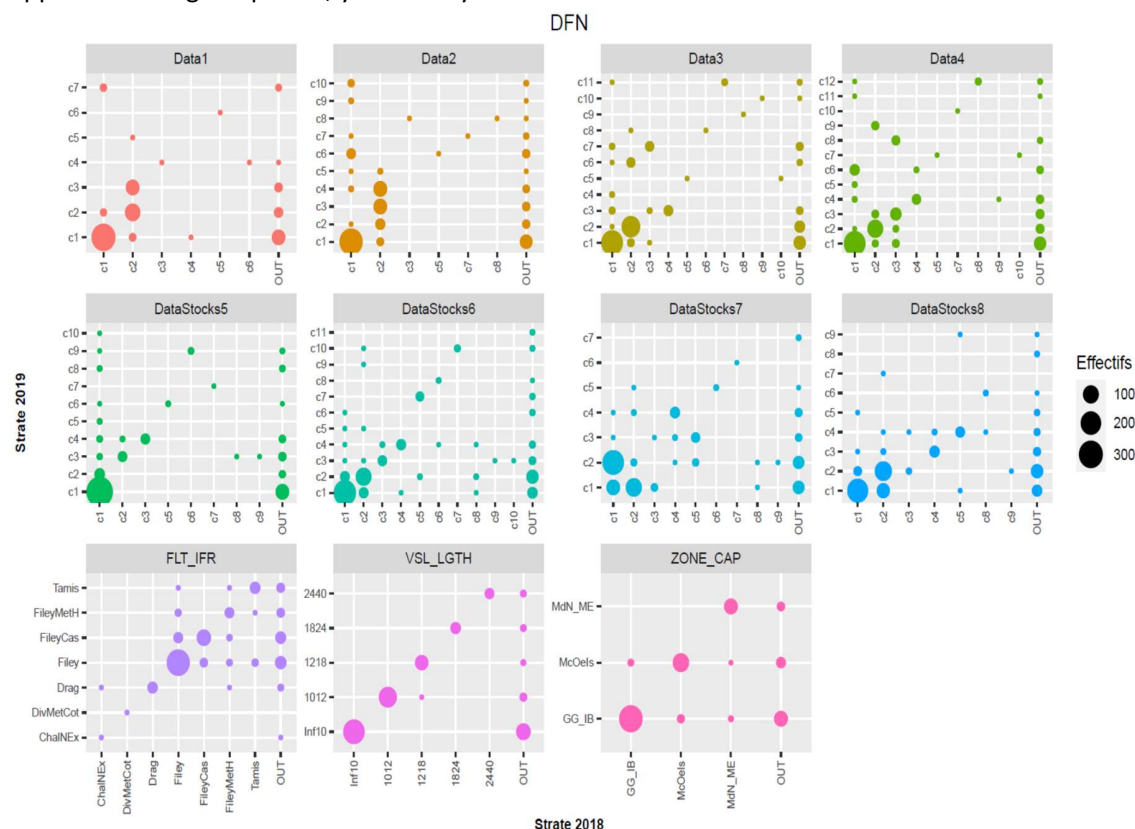 DFN
Data1
c7
c6
c5
c4
c3
c2
c1
c1 c2 c3 c4 c5 c6 OUT
Data2
c10
c9
c8
c7
c6
c5
c4
c3
c2
c1
c1 c2 c3 c5 c7 c8 OUT
Data3
c11
c10
c9
c8
c7
c6
c5
c4
c3
c2
c1
c1 c2 c3 c4 c5 c6 c7 c8 c9 c10 OUT
Data4
c12
c11
c10
c9
c8
c7
c6
c5
c4
c3
c2
c1
c1 c2 c3 c4 c5 c6 c7 c8 c9 c10 OUT
Strate 2019
DataStocks5
c10
c9
c8
c7
c6
c5
c4
c3
c2
c1
c1 c2 c3 c5 c6 c7 c8 c9 OUT
DataStocks6
c11
c10
c9
c8
c7
c6
c5
c4
c3
c2
c1
c1 c2 c3 c4 c5 c6 c7 c8 c9 c10 OUT
DataStocks7
c7
c6
c5
c4
c3
c2
c1
c1 c2 c3 c4 c5 c6 c7 c8 c9 OUT
DataStocks8
c9
c8
c7
c6
c5
c4
c3
c2
c1
c1 c2 c3 c4 c5 c8 c9 OUT
Effectifs
100
200
300
FLT_IFR
Tamis
FileyMetH
FileyCas
Filey
Drag
DivMetCot
ChalNEx
ChalNEx DivMetCot Drag Filey FileyCas FileyMetH Tamis OUT
VSL_LGTH
2440
1824
1218
1012
Inf10
Inf10 1012 1218 1824 2440 OUT
ZONE_CAP
MdN_ME
McOels
GG_IB
GG_IB McOels MdN_ME OUT
Strate 2018